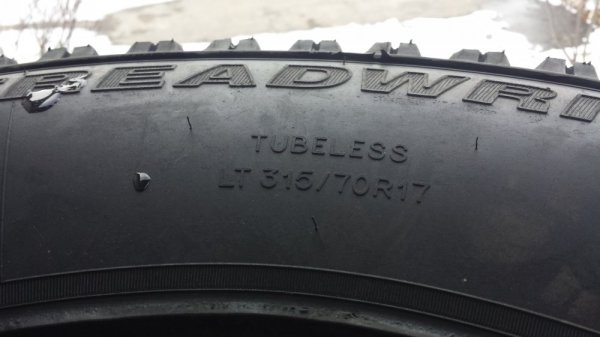 READWRI
TUBELESS
LT 315/70R17